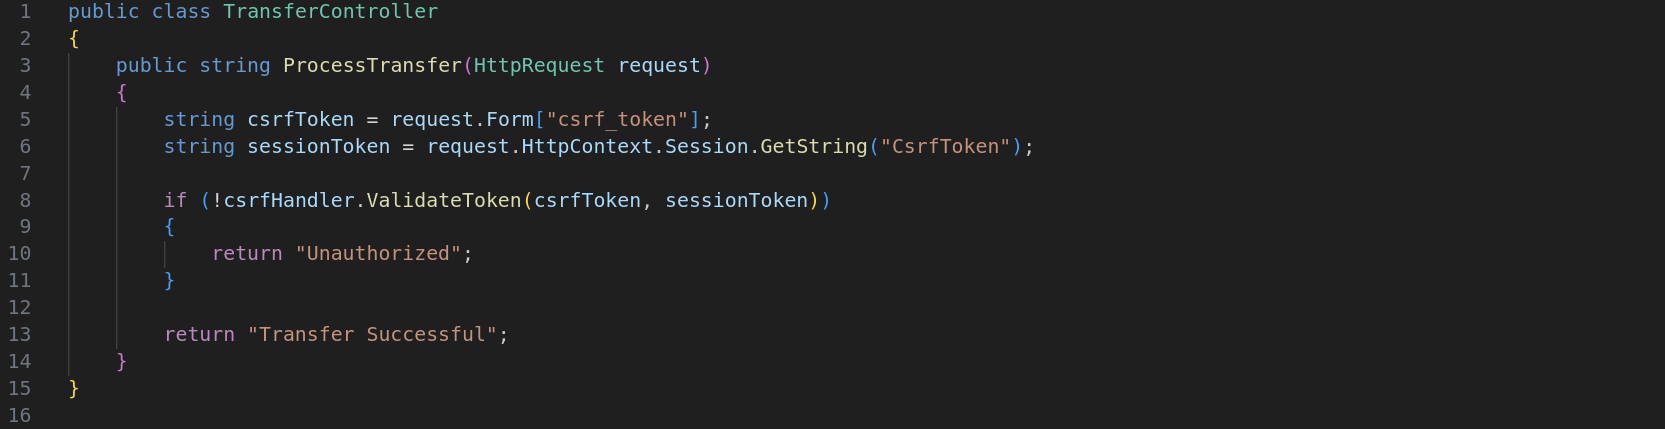 1 public class TransferController
2 {
3 public string ProcessTransfer(HttpRequest request)
4 {
5 string csrfToken = request.Form["csrf_token"];
6 string sessionToken = request.HttpContext.Session.GetString("CsrfToken");
7
8 if (!csrfHandler.ValidateToken(csrfToken, sessionToken))
9 {
10 return "Unauthorized";
11 }
12
13 return "Transfer Successful";
14 }
15 }
16